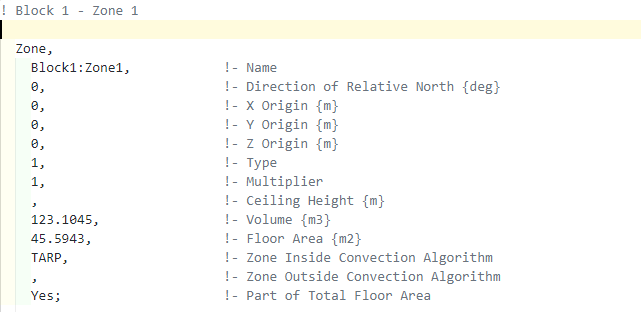 ! Block 1 - Zone 1
Zone,
Block1:Zone1, !- Name
0, !- Direction of Relative North {deg}
0, !- X Origin {m}
0, !- Y Origin {m}
0, !- Z Origin {m}
1, !- Type
1, !- Multiplier
, !- Ceiling Height {m}
123.1045, !- Volume {m3}
45.5943, !- Floor Area {m2}
TARP, !- Zone Inside Convection Algorithm
, !- Zone Outside Convection Algorithm
Yes; !- Part of Total Floor Area